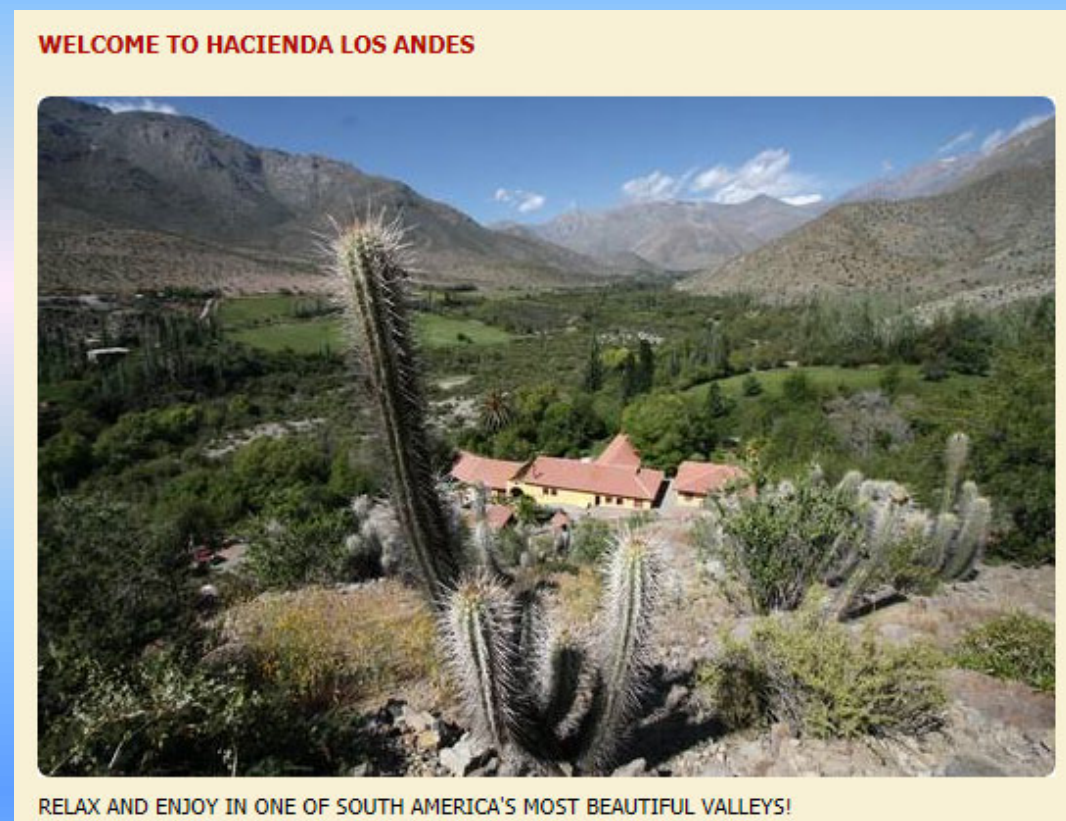 WELCOME TO HACIENDA LOS ANDES
RELAX AND ENJOY IN ONE OF SOUTH AMERICA'S MOST BEAUTIFUL VALLEYS!